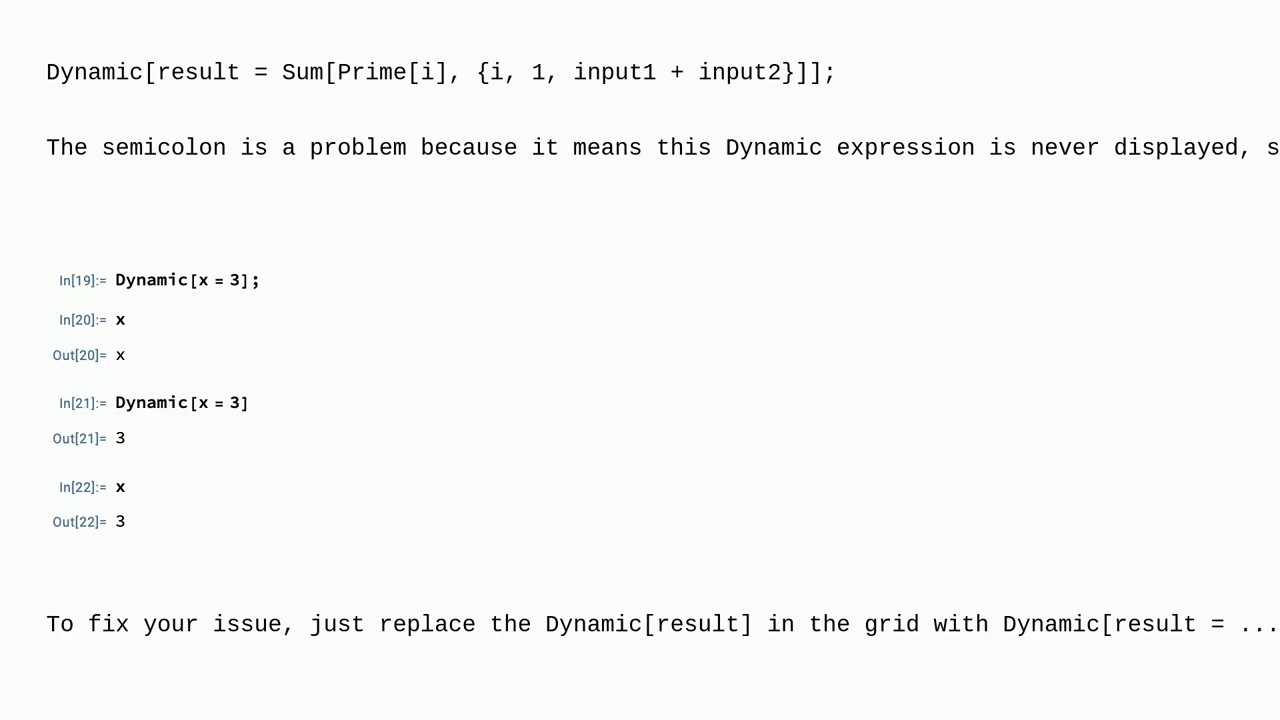 Dynamic[result = Sum[Prime[i], {i, 1, input1 + input2}]];
The semicolon is a problem because it means this Dynamic expression is never displayed, s
In[19]:= Dynamic[x = 3];
In[20]:= x
Out[20]= x
In[21]:= Dynamic[x = 3]
Out[21]= 3
In[22]:= x
Out[22]= 3
To fix your issue, just replace the Dynamic[result] in the grid with Dynamic[result = ...